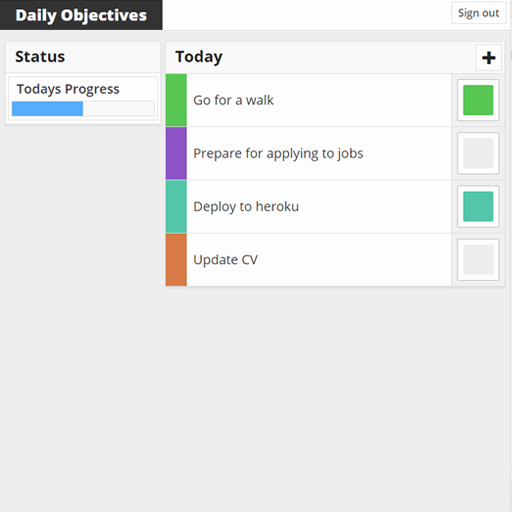 Daily Objectives
Sign out
Status
Todays Progress
Today
Go for a walk
Prepare for applying to jobs
Deploy to heroku
Update CV